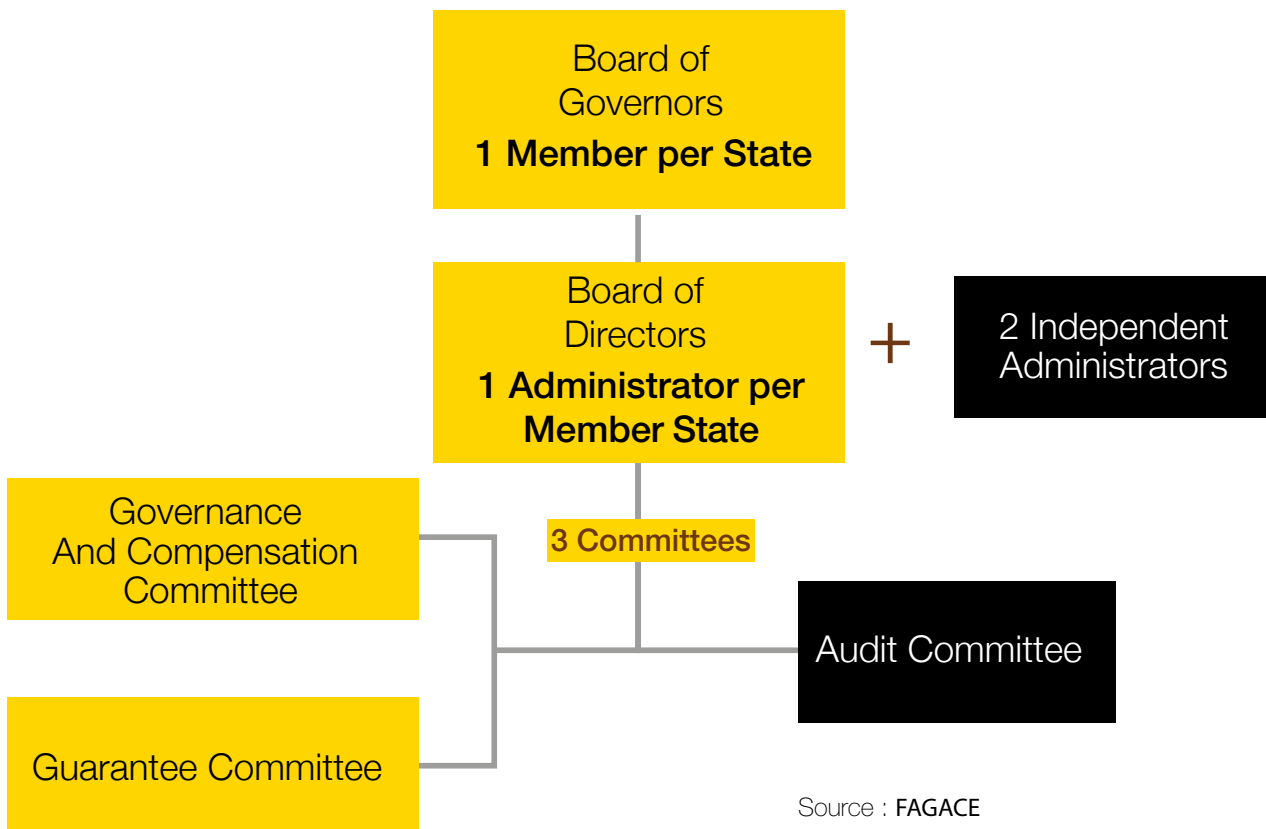 Board of
Governors
1 Member per State
Board of
Directors
1 Administrator per
Member State
+
2 Independent
Administrators
3 Committees
Governance
And Compensation
Committee
Audit Committee
Guarantee Committee
Source : FAGACE